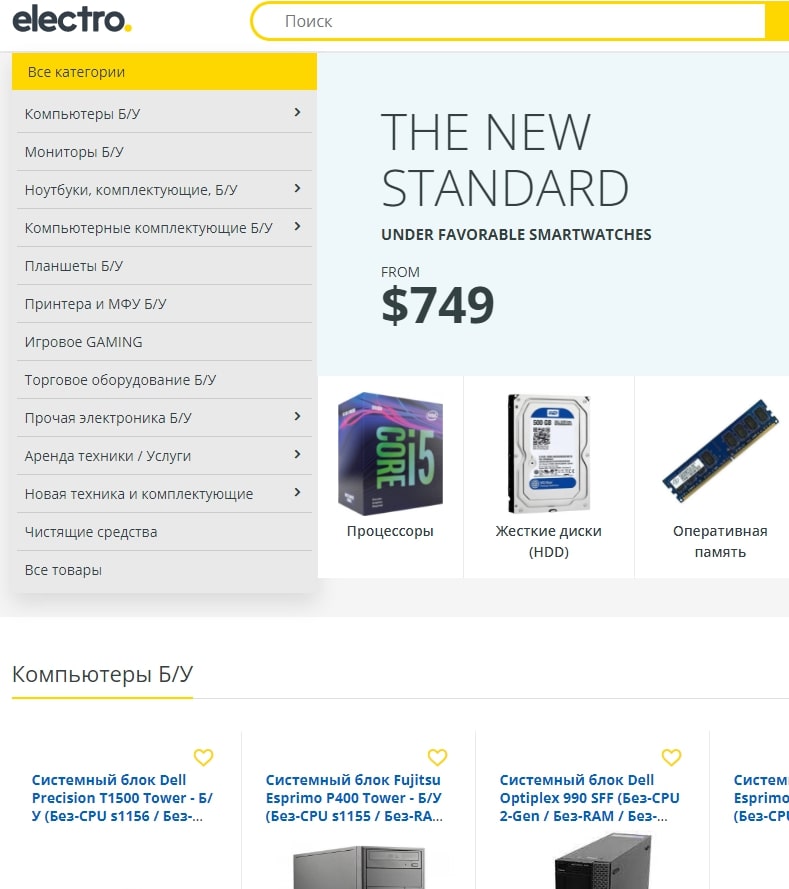 electro.
Поиск
Все категории
Компьютеры Б/У
Мониторы Б/У
Ноутбуки, комплектующие, Б/У
Компьютерные комплектующие Б/У
Планшеты Б/У
Принтера и МФУ Б/У
Игровое GAMING
Торговое оборудование Б/У
Прочая электроника Б/У
Аренда техники / Услуги
Новая техника и комплектующие
Чистящие средства
Все товары
THE NEW
STANDARD
UNDER FAVORABLE SMARTWATCHES
FROM
$749
CORE i5
500 GB
WD
Процессоры
Жесткие диски
(HDD)
Оперативная
память
Компьютеры Б/У
Системный блок Dell
Precision T1500 Tower - Б/
У (Без-CPU s1156 / Без-...
Системный блок Fujitsu
Esprimo P400 Tower - Б/У
(Без-CPU s1155 / Без-RA...
Системный блок Dell
Optiplex 990 SFF (Без-CPU
2-Gen / Без-RAM / Без-...
Систем
Esprimo
(Без-CP